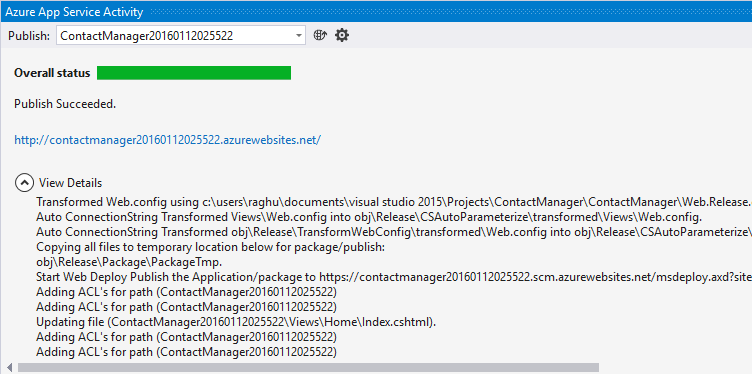 Azure App Service Activity
Publish: ContactManager20160112025522
Overall status
Publish Succeeded.
http://contactmanager20160112025522.azurewebsites.net/
View Details
Transformed Web.config using c:\users\raghu\documents\visual studio 2015\Projects\ContactManager\ContactManager\Web.Release.
Auto ConnectionString Transformed Views\Web.config into obj\Release\CSAutoParameterize\transformed\Views\Web.config.
Auto ConnectionString Transformed obj\Release\TransformWebConfig\transformed\Web.config into obj\Release\CSAutoParameterize\
Copying all files to temporary location below for package/publish:
obj\Release\Package\PackageTmp.
Start Web Deploy Publish the Application/package to https://contactmanager20160112025522.scm.azurewebsites.net/msdeploy.axd?site
Adding ACL's for path (ContactManager20160112025522)
Adding ACL's for path (ContactManager20160112025522)
Updating file (ContactManager20160112025522\Views\Home\Index.cshtml).
Adding ACL's for path (ContactManager20160112025522)
Adding ACL's for path (ContactManager20160112025522)